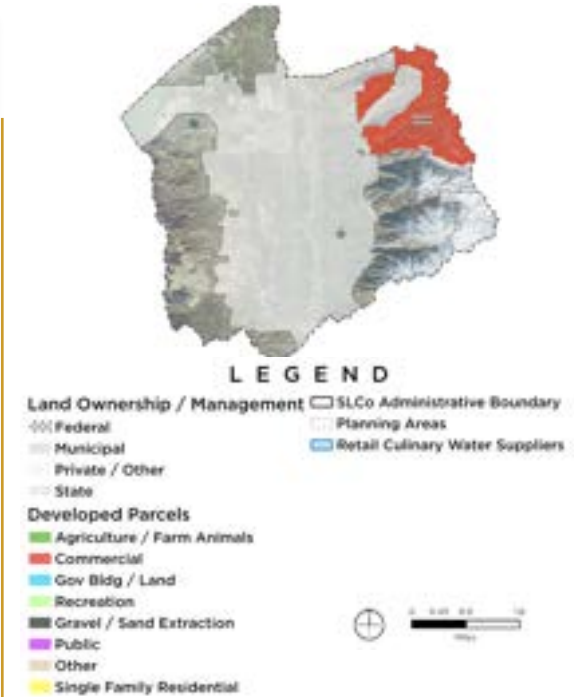 LEGEND
Land Ownership / Management
Federal
Municipal
Private / Other
State
Developed Parcels
Agriculture / Farm Animals
Commercial
Gov Bldg / Land
Recreation
Gravel / Sand Extraction
Public
Other
Single Family Residential
SLCo Administrative Boundary
Planning Areas
Retail Culinary Water Suppliers
0